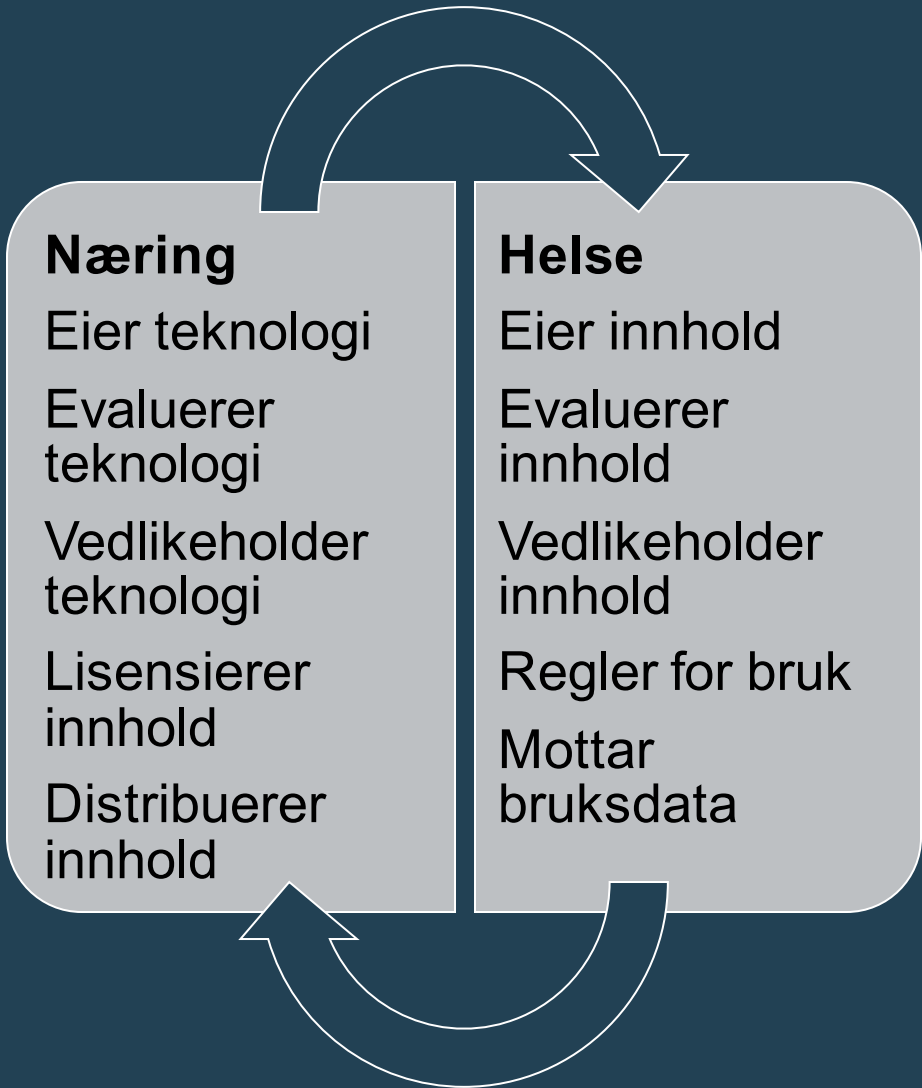 Næring
Eier teknologi
Evaluerer
teknologi
Vedlikeholder
teknologi
Lisensierer
innhold
Distribuerer
innhold
Helse
Eier innhold
Evaluerer
innhold
Vedlikeholder
innhold
Regler for bruk
Mottar
bruksdata